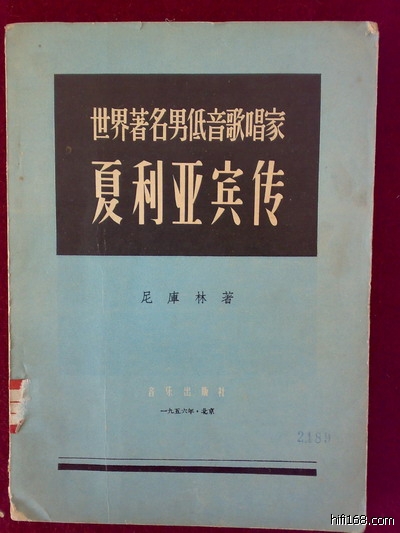 世界著名男低音歌唱家
夏利亚宾传
尼庫林著
音乐出版社
一九五六年·北京
2189
hifi168.com